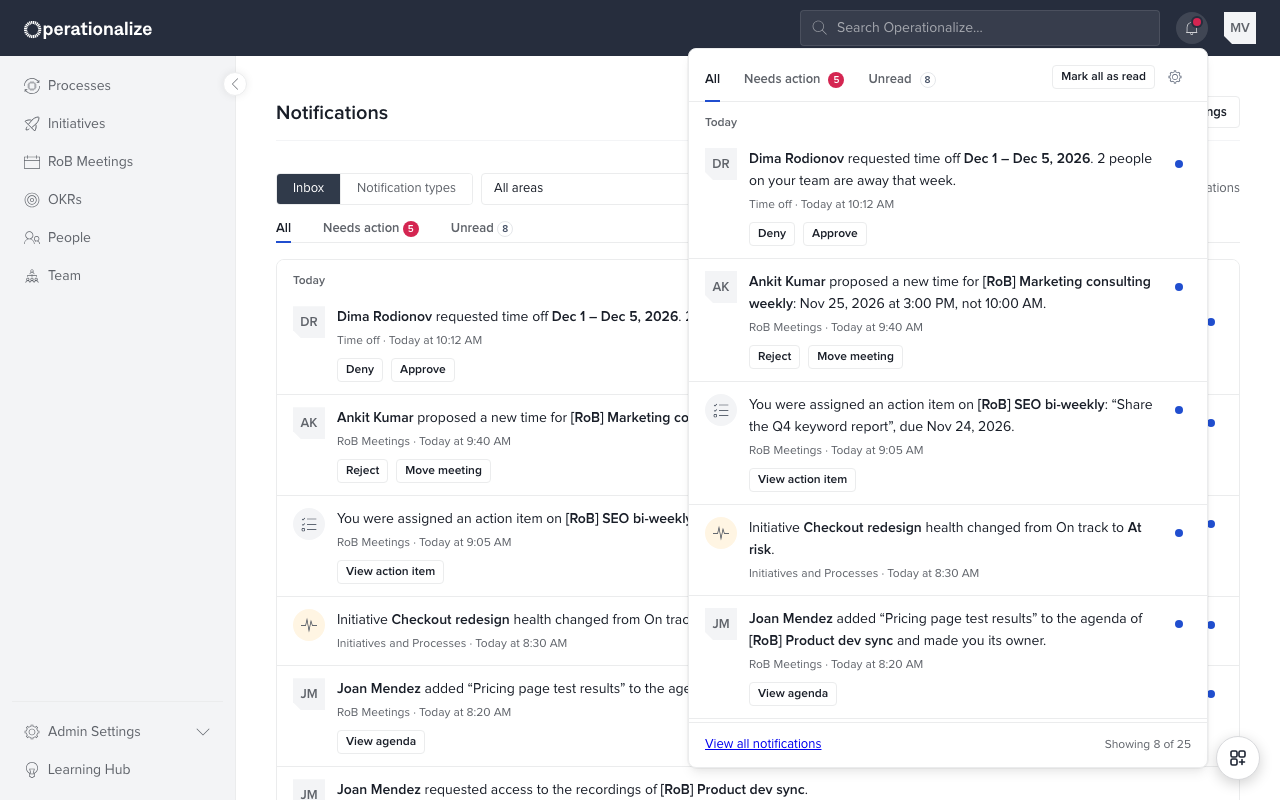 Operationalize
Search Operationalize...
MV
Processes
Initiatives
RoB Meetings
OKRs
People
Team
Admin Settings
Learning Hub
Notifications
ngs
Inbox
Notification types
All areas
ations
All
Needs action 5
Unread 8
Today
DR
Dima Rodionov requested time off Dec 1 – Dec 5, 2026.
Time off · Today at 10:12 AM
Deny
Approve
AK
Ankit Kumar proposed a new time for [RoB] Marketing co
RoB Meetings · Today at 9:40 AM
Reject
Move meeting
You were assigned an action item on [RoB] SEO bi-weekly
RoB Meetings · Today at 9:05 AM
View action item
Initiative Checkout redesign health changed from On trac
Initiatives and Processes · Today at 8:30 AM
JM
Joan Mendez added “Pricing page test results” to the age
RoB Meetings · Today at 8:20 AM
View agenda
JM
Joan Mendez requested access to the recordings of [RoB] Product dev sync.
All
Needs action 5
Unread 8
Mark all as read
Today
DR
Dima Rodionov requested time off Dec 1 – Dec 5, 2026. 2 people
on your team are away that week.
Time off · Today at 10:12 AM
Deny
Approve
AK
Ankit Kumar proposed a new time for [RoB] Marketing consulting
weekly: Nov 25, 2026 at 3:00 PM, not 10:00 AM.
RoB Meetings · Today at 9:40 AM
Reject
Move meeting
You were assigned an action item on [RoB] SEO bi-weekly: “Share
the Q4 keyword report”, due Nov 24, 2026.
RoB Meetings · Today at 9:05 AM
View action item
Initiative Checkout redesign health changed from On track to At
risk.
Initiatives and Processes · Today at 8:30 AM
JM
Joan Mendez added “Pricing page test results” to the agenda of
[RoB] Product dev sync and made you its owner.
RoB Meetings · Today at 8:20 AM
View agenda
View all notifications
Showing 8 of 25